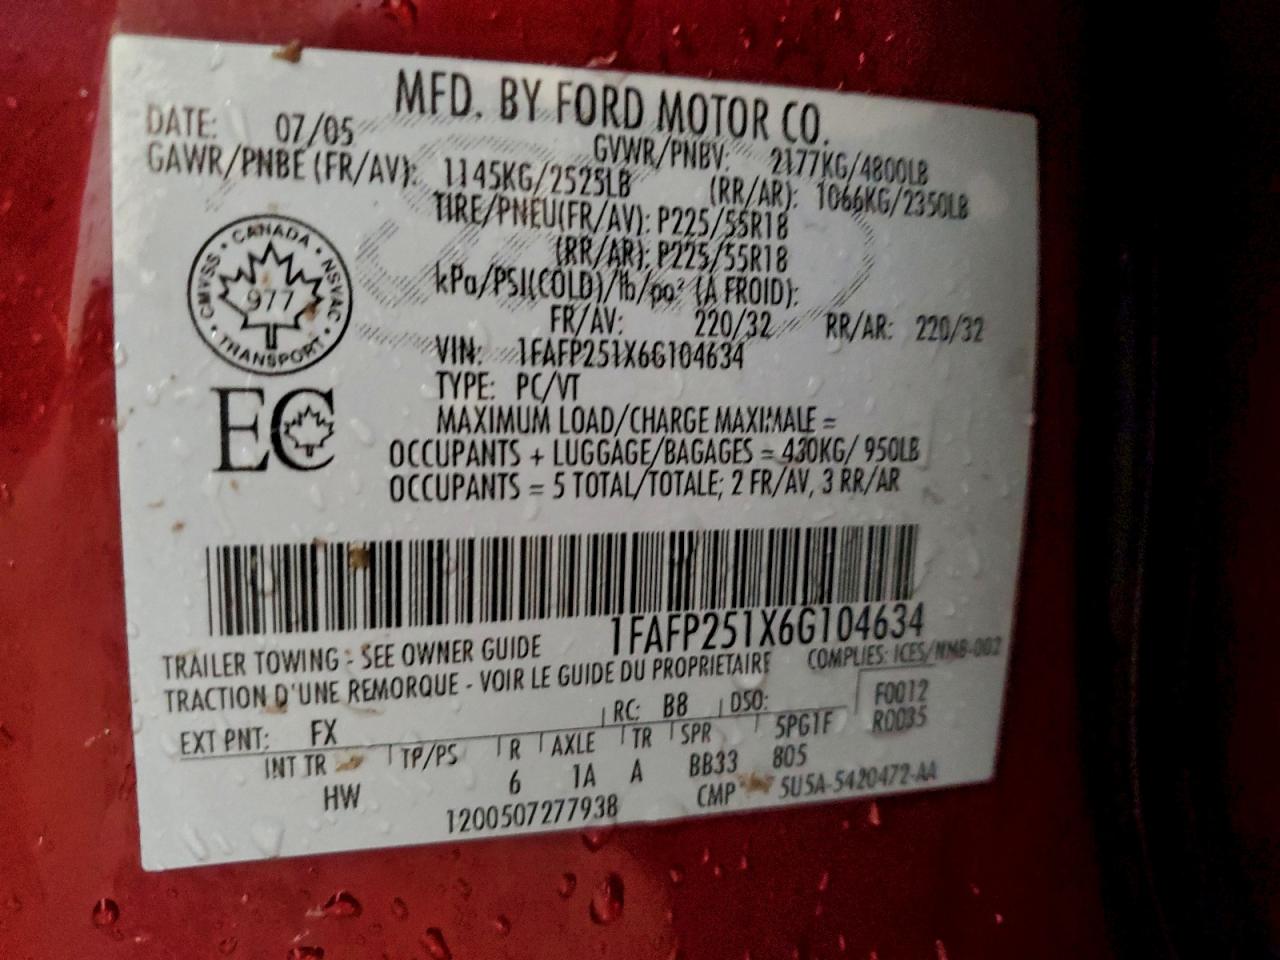 MFD. BY FORD MOTOR CO.
DATE: 07/05 GVWR/PNBV: 2177KG/4800LB
GAWR/PNBE (FR/AV): 1145KG/2525LB (RR/AR): 1066KG/2350LB
TIRE/PNEU(FR/AV): P225/55R18
(RR/AR): P225/55R18
kPa/PSI(COLD)/lb/po² (À FROID):
FR/AV: 220/32 RR/AR: 220/32
VIN: 1FAFP251X6G104634
TYPE: PC/VT
MAXIMUM LOAD/CHARGE MAXIMALE =
OCCUPANTS + LUGGAGE/BAGAGES = 430KG/ 950LB
OCCUPANTS = 5 TOTAL/TOTALE; 2 FR/AV, 3 RR/AR
CANADA • NSVAC • TRANSPORT • CMVSS •
977
EC
1FAFP251X6G104634
TRAILER TOWING - SEE OWNER GUIDE COMPLIES: ICES/NMB-002
TRACTION D'UNE REMORQUE - VOIR LE GUIDE DU PROPRIETAIRE
EXT PNT: FX RC: B8 DSO: F0012
INT TR TP/PS R AXLE TR SPR 5PG1F R0035
HW 6 1A A BB33 805
1200507277938 CMP 5U5A-5420472-AA